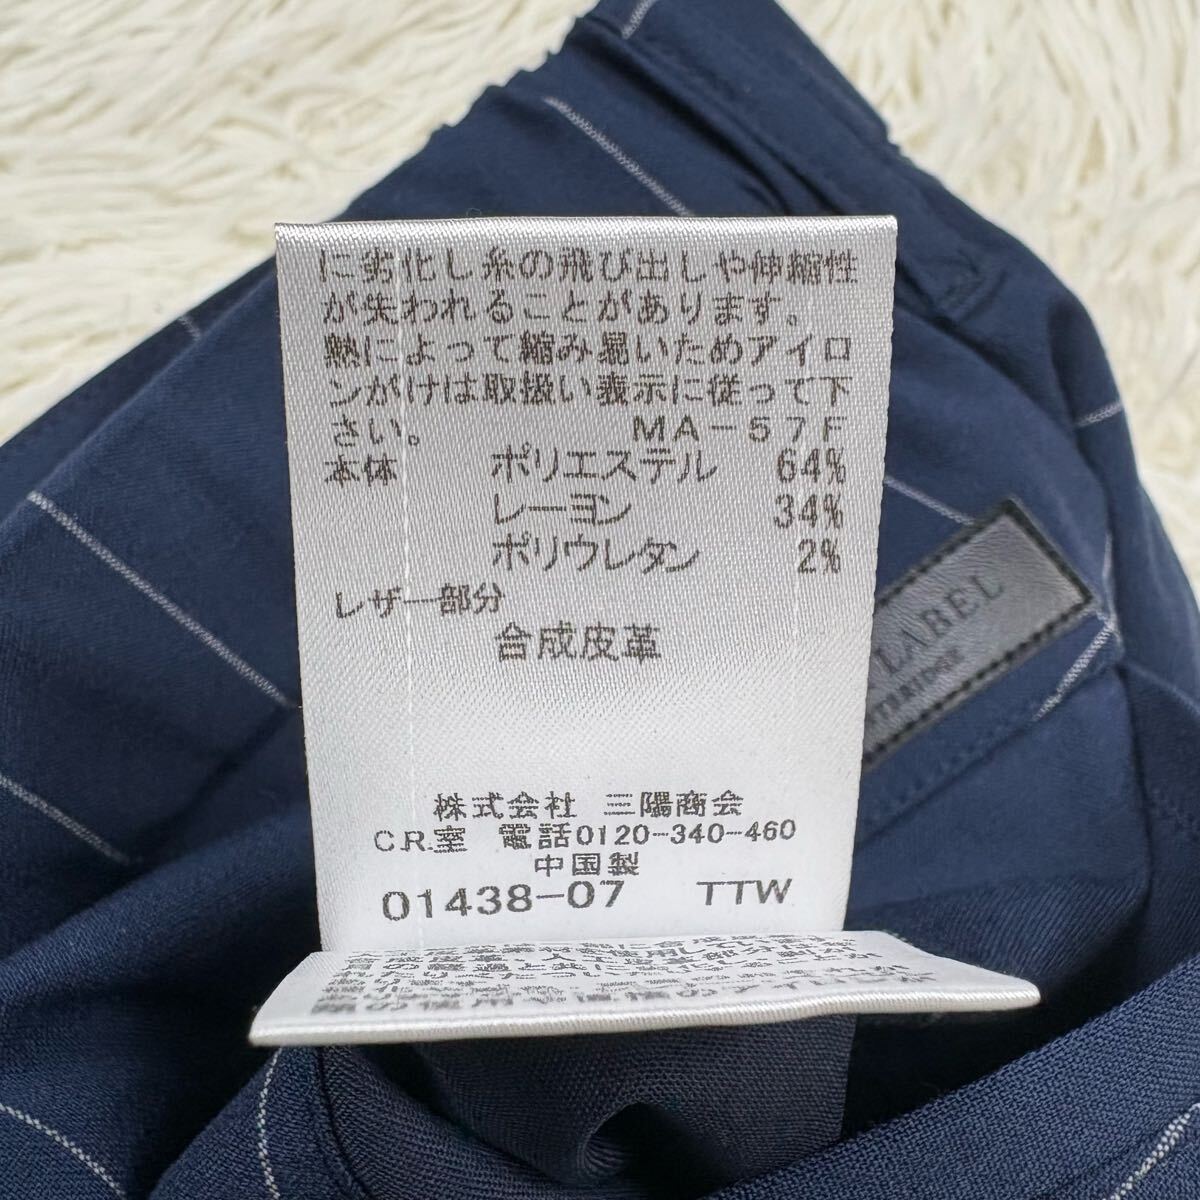 に劣化し糸の飛び出しや伸縮性
が失われることがあります。
熱によって縮み易いためアイロ
ンがけは取扱い表示に従って下
さい。 MA-57F
本体 ポリエステル 64%
レーヨン 34%
ポリウレタン 2%
レザー部分
合成皮革
LABEL
株式会社 三陽商会
C.R.室 電話0120-340-460
中国製
01438-07 TTW